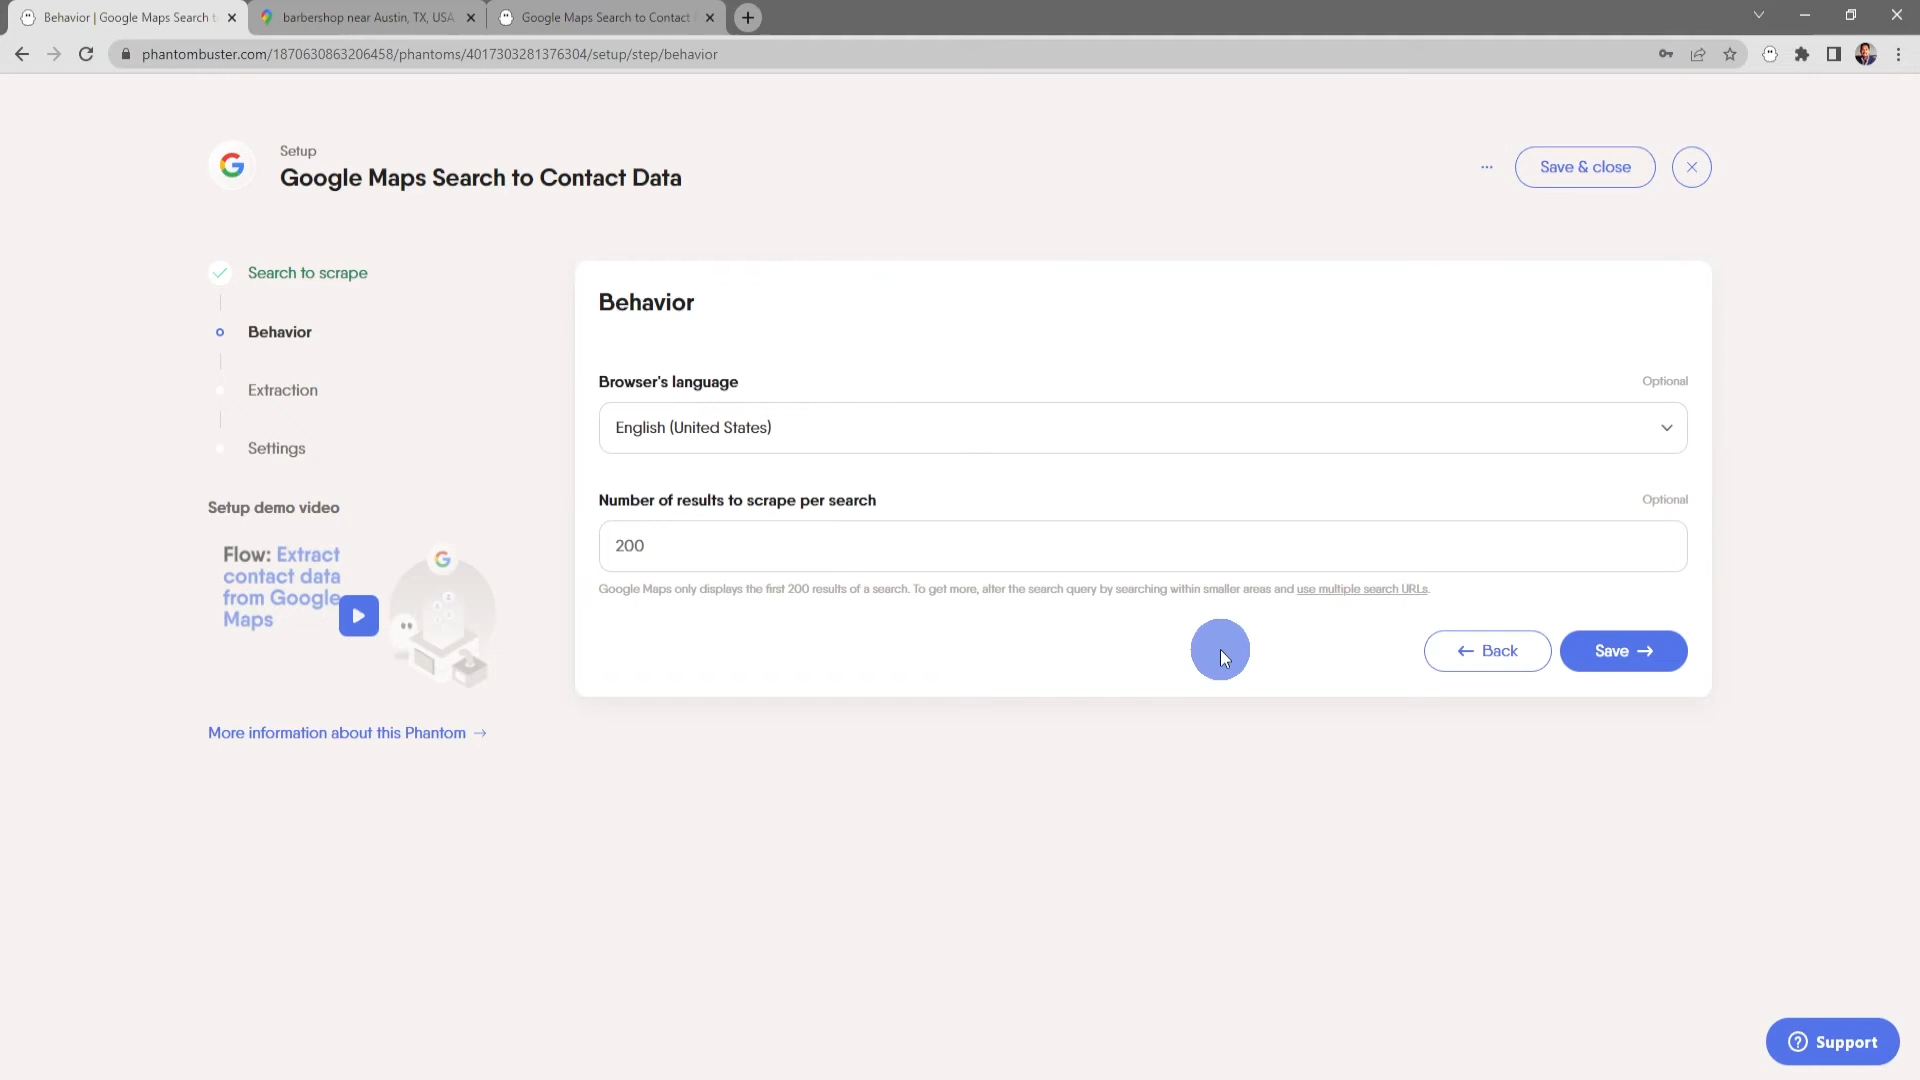 Behavior | Google Maps Search t
barbershop near Austin, TX, USA
Google Maps Search to Contact
phantombuster.com/1870630863206458/phantoms/4017303281376304/setup/step/behavior
Setup
Google Maps Search to Contact Data
Save & close
Search to scrape
Behavior
Extraction
Settings
Setup demo video
Flow: Extract
contact data
from Google
Maps
More information about this Phantom →
Behavior
Browser's language
Optional
English (United States)
Number of results to scrape per search
Optional
200
Google Maps only displays the first 200 results of a search. To get more, alter the search query by searching within smaller areas and use multiple search URLs.
← Back
Save →
Support